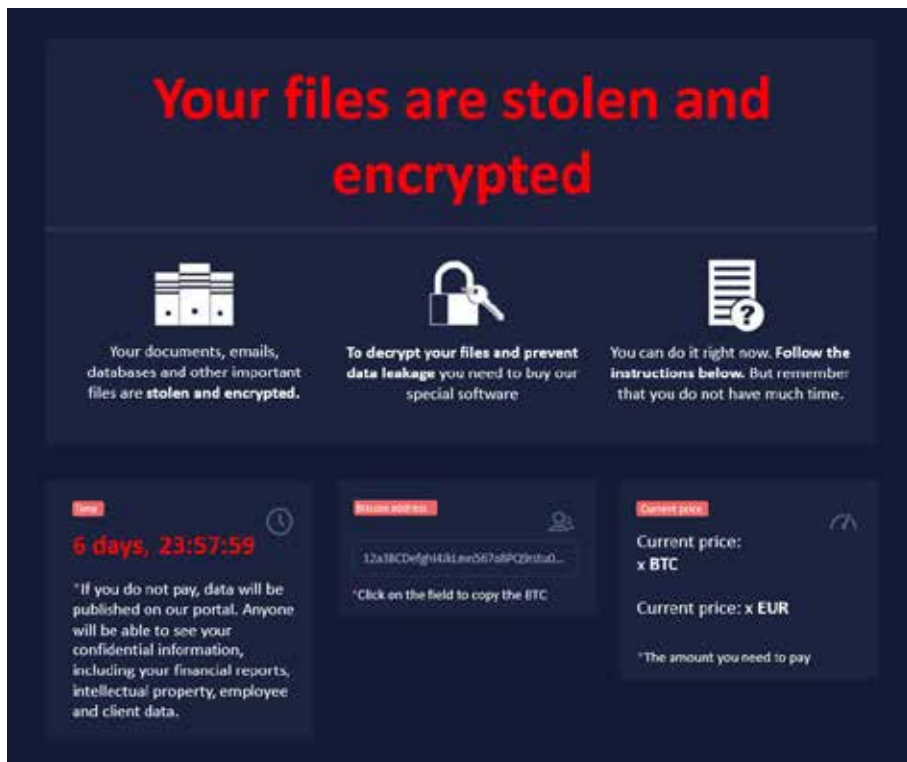 Your files are stolen and
encrypted
Your documents, emails,
databases and other important
files are stolen and encrypted.
To decrypt your files and prevent
data leakage you need to buy our
special software
You can do it right now. Follow the
instructions below. But remember
that you do not have much time.
Time
6 days, 23:57:59
*If you do not pay, data will be
published on our portal. Anyone
will be able to see your
confidential information,
including your financial reports,
intellectual property, employee
and client data.
Bitcoin address
*Click on the field to copy the BTC
Current price
Current price:
x BTC
Current price: x EUR
*The amount you need to pay